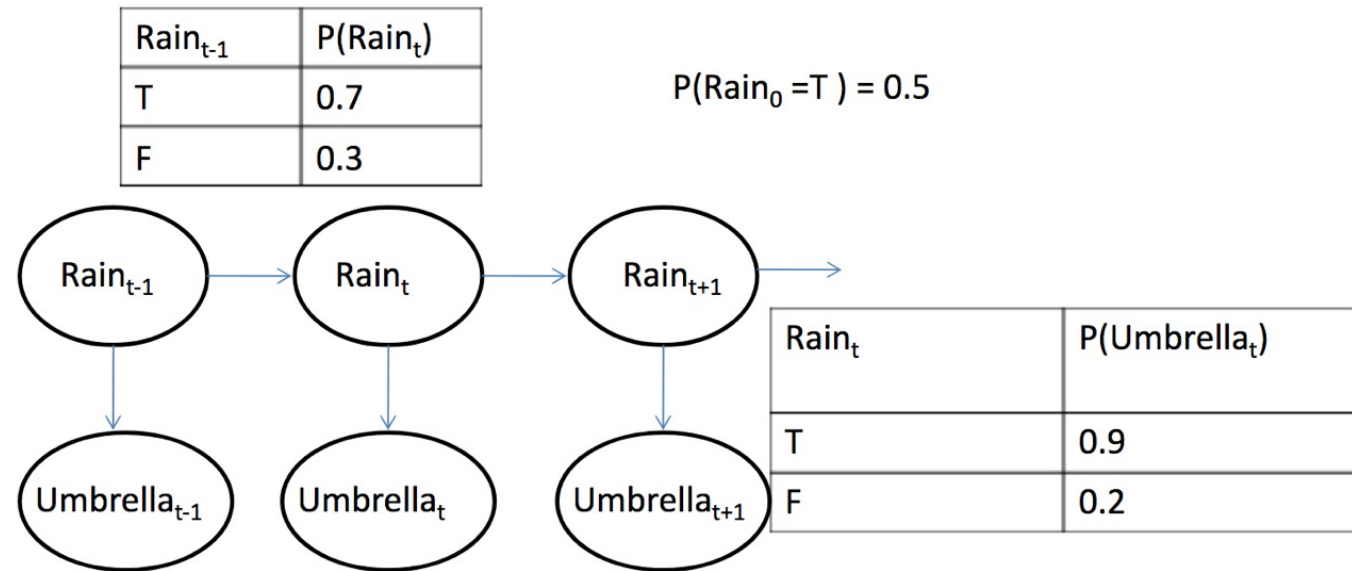 Rain_{t-1} P(Rain_t)
T 0.7
F 0.3
P(Rain_0 =T ) = 0.5
Rain_{t-1} Rain_t Rain_{t+1}
Rain_t P(Umbrella_t)
T 0.9
F 0.2
Umbrella_{t-1} Umbrella_t Umbrella_{t+1}